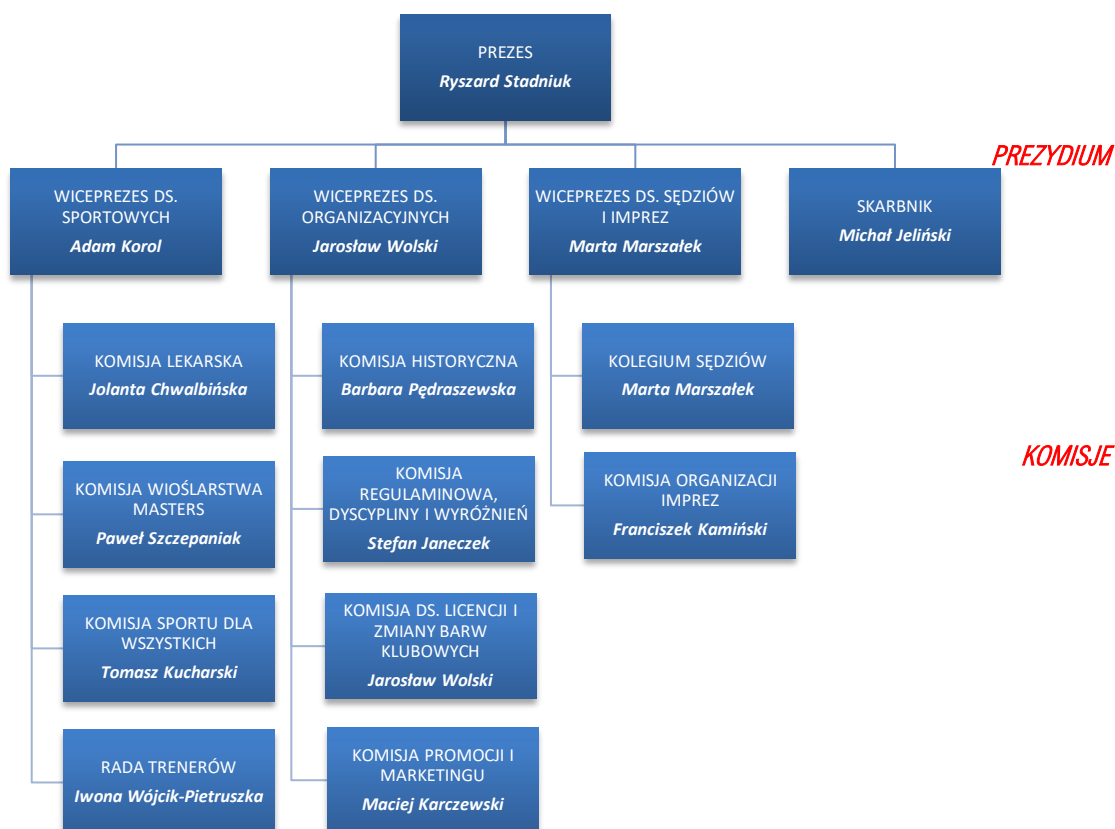 PREZES
Ryszard Stadniuk
PREZYDIUM
WICEPREZES DS.
SPORTOWYCH
Adam Korol
WICEPREZES DS.
ORGANIZACYJNYCH
Jarosław Wolski
WICEPREZES DS. SĘDZIÓW
I IMPREZ
Marta Marszałek
SKARBNIK
Michał Jeliński
KOMISJA LEKARSKA
Jolanta Chwalbińska
KOMISJA HISTORYCZNA
Barbara Pędraszewska
KOLEGIUM SĘDZIÓW
Marta Marszałek
KOMISJE
KOMISJA WIOŚLARSTWA
MASTERS
Paweł Szczepaniak
KOMISJA
REGULAMINOWA,
DYSCYPLINY I WYRÓŻNIEŃ
Stefan Janeczek
KOMISJA ORGANIZACJI
IMPREZ
Franciszek Kamiński
KOMISJA SPORTU DLA
WSZYSTKICH
Tomasz Kucharski
KOMISJA DS. LICENCJI I
ZMIANY BARW
KLUBOWYCH
Jarosław Wolski
RADA TRENERÓW
Iwona Wójcik-Pietruszka
KOMISJA PROMOCJI I
MARKETINGU
Maciej Karczewski